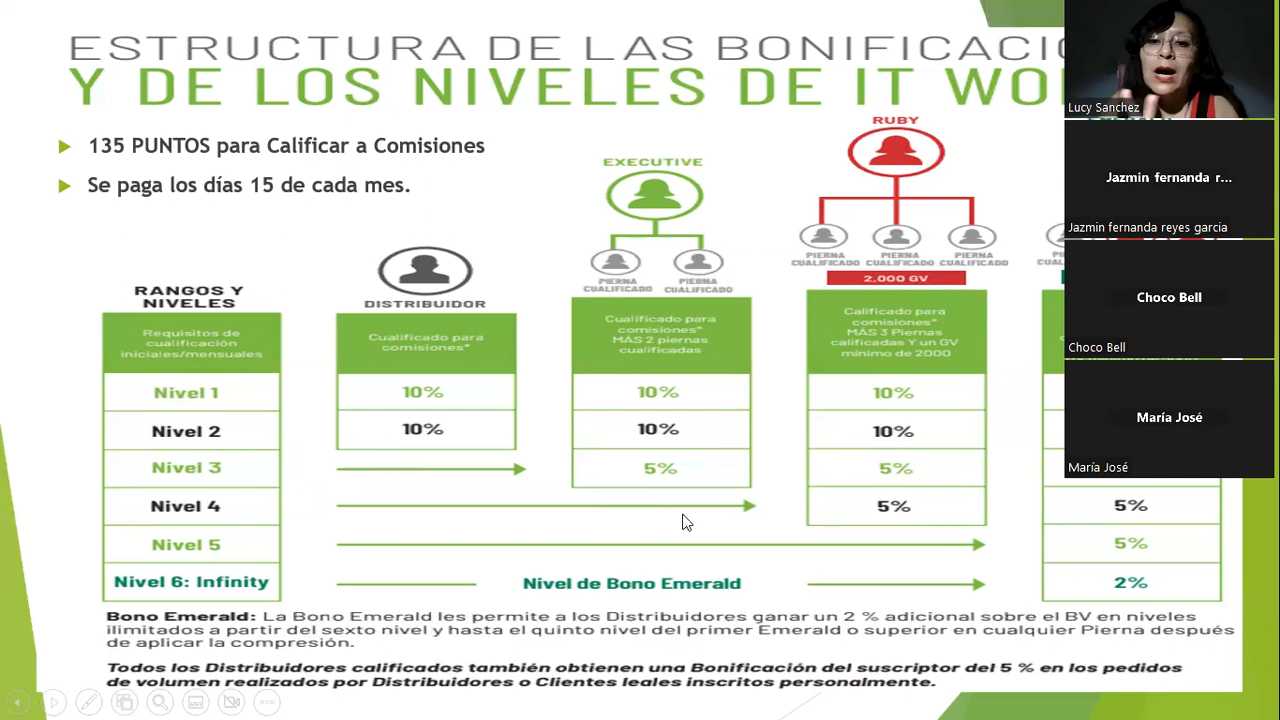 ESTRUCTURA DE LAS BONIFICACIO
Y DE LOS NIVELES DE IT WO
135 PUNTOS para Calificar a Comisiones
Se paga los días 15 de cada mes.
RANGOS Y
NIVELES
Requisitos de
cualificación
iniciales/mensuales
Nivel 1
Nivel 2
Nivel 3
Nivel 4
Nivel 5
Nivel 6: Infinity
DISTRIBUIDOR
Cualificado para
comisiones*
10%
10%
EXECUTIVE
PIERNA
CUALIFICADO
PIERNA
CUALIFICADO
Cualificado para
comisiones*
MÁS 2 piernas
cualificadas
10%
10%
5%
RUBY
PIERNA
CUALIFICADO
PIERNA
CUALIFICADO
PIERNA
CUALIFICADO
2,000 GV
Calificado para
comisiones*
MÁS 3 Piernas
calificadas Y un GV
mínimo de 2000
10%
10%
5%
5%
5%
5%
2%
Nivel de Bono Emerald
Bono Emerald: La Bono Emerald les permite a los Distribuidores ganar un 2 % adicional sobre el BV en niveles
ilimitados a partir del sexto nivel y hasta el quinto nivel del primer Emerald o superior en cualquier Pierna después
de aplicar la compresión.
Todos los Distribuidores calificados también obtienen una Bonificación del suscriptor del 5 % en los pedidos
de volumen realizados por Distribuidores o Clientes leales inscritos personalmente.
Lucy Sanchez
Jazmin fernanda r...
Jazmin fernanda reyes garcia
Choco Bell
Choco Bell
María José
María José